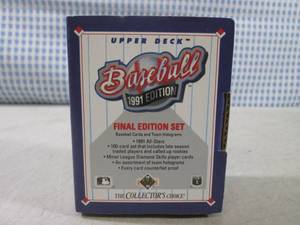 UPPER DECK
Baseball
1991 EDITION
FINAL EDITION SET
Baseball Cards and Team Holograms
• 1991 All-Stars
• 100 card set that includes late season
traded players and called up rookies
• Minor League Diamond Skills player cards
• An assortment of team holograms
• Every card counterfeit proof
THE COLLECTOR'S CHOICE